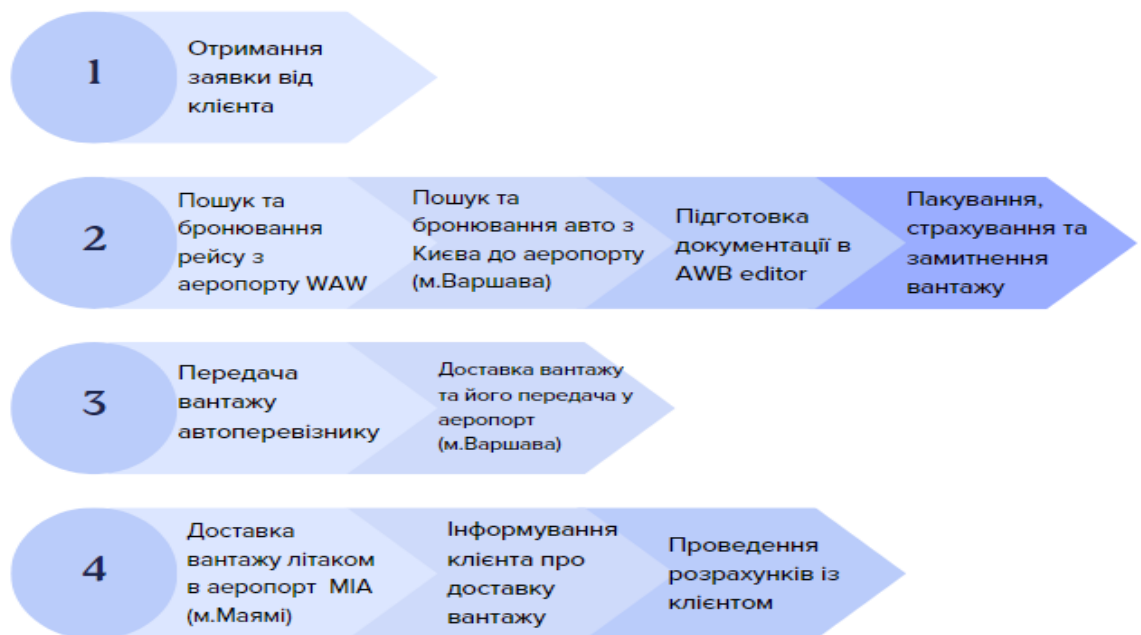 1
Отримання
заявки від
клієнта
2
Пошук та
бронювання
рейсу з
аеропорту WAW
Пошук та
бронювання авто з
Києва до аеропорту
(м.Варшава)
Підготовка
документації в
AWB editor
Пакування,
страхування та
замитнення
вантажу
3
Передача
вантажу
автоперевізнику
Доставка вантажу
та його передача у
аеропорт
(м.Варшава)
4
Доставка
вантажу літаком
в аеропорт MIA
(м.Маямі)
Інформування
клієнта про
доставку
вантажу
Проведення
розрахунків із
клієнтом